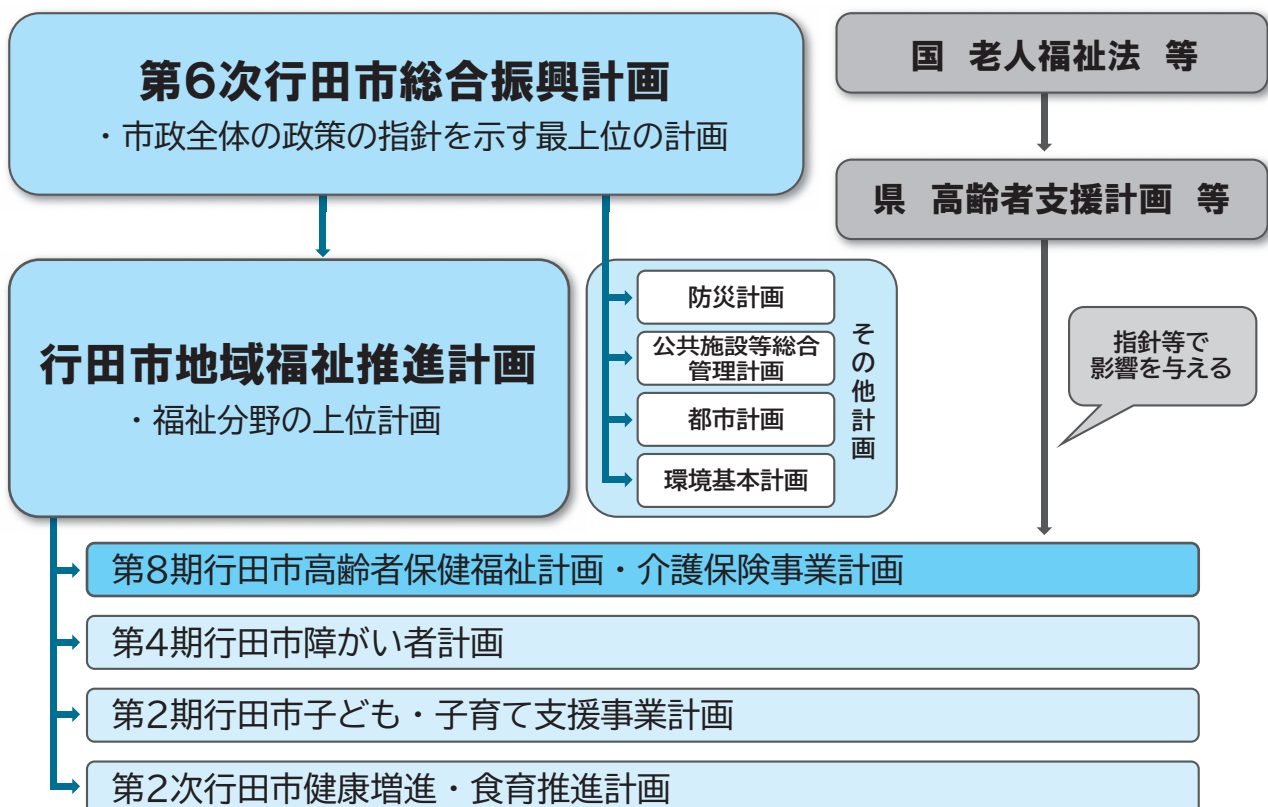 第6次行田市総合振興計画
・市政全体の政策の指針を示す最上位の計画
国 老人福祉法 等
県 高齢者支援計画 等
指針等で
影響を与える
行田市地域福祉推進計画
・福祉分野の上位計画
防災計画
公共施設等総合
管理計画
都市計画
環境基本計画
その他計画
第8期行田市高齢者保健福祉計画・介護保険事業計画
第4期行田市障がい者計画
第2期行田市子ども・子育て支援事業計画
第2次行田市健康増進・食育推進計画